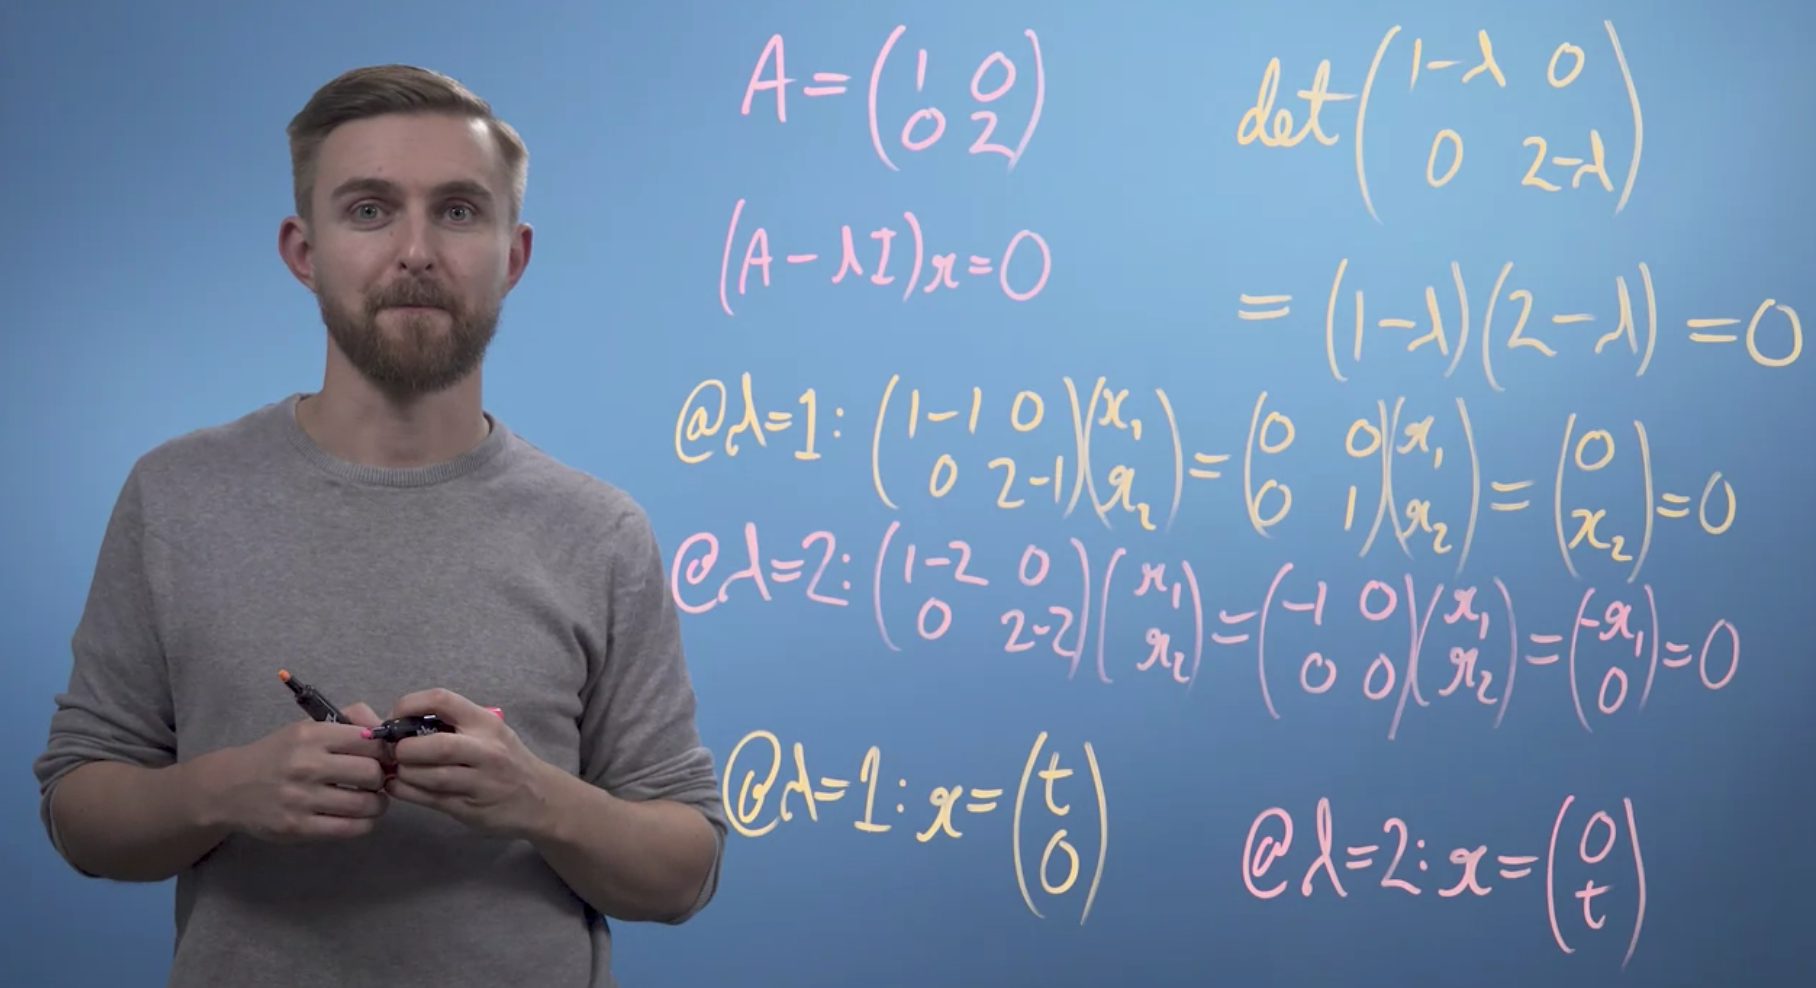 A = (1 0
0 2)
det(1-λ 0
0 2-λ)
(A - λI)x = 0
= (1-λ)(2-λ) = 0
@λ=1: (1-1 0
0 2-1)(x₁
x₂) = (0 0
0 1)(x₁
x₂) = (0
x₂) = 0
@λ=2: (1-2 0
0 2-2)(x₁
x₂) = (-1 0
0 0)(x₁
x₂) = (-x₁
0) = 0
@λ=1: x = (t
0)
@λ=2: x = (0
t)